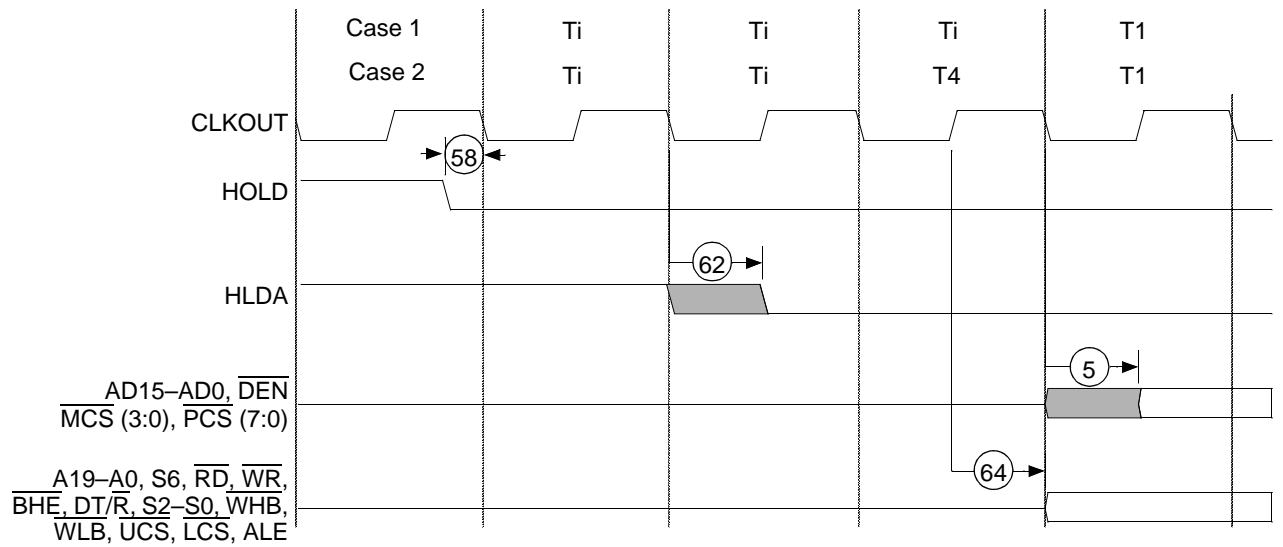 Case 1 Ti Ti Ti T1
Case 2 Ti Ti T4 T1
CLKOUT
58
HOLD
62
HLDA
5
AD15–AD0, DEN
MCS (3:0), PCS (7:0)
64
A19–A0, S6, RD, WR,
BHE, DT/R, S2–S0, WHB,
WLB, UCS, LCS, ALE